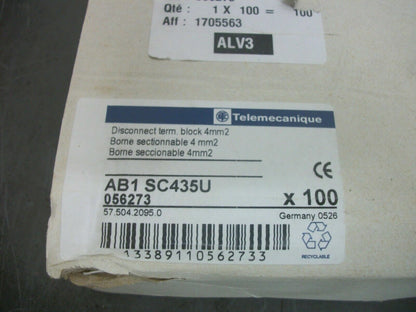 Qté : 1 X 100 = 100
Aff : 1705563
ALV3
Telemecanique
Disconnect term. block 4mm2
Borne sectionnable 4 mm2
Borne seccionable 4mm2
CE
AB1 SC435U
056273
x 100
57.504.2095.0
Germany 0526
RECYCLABLE
3389110562733